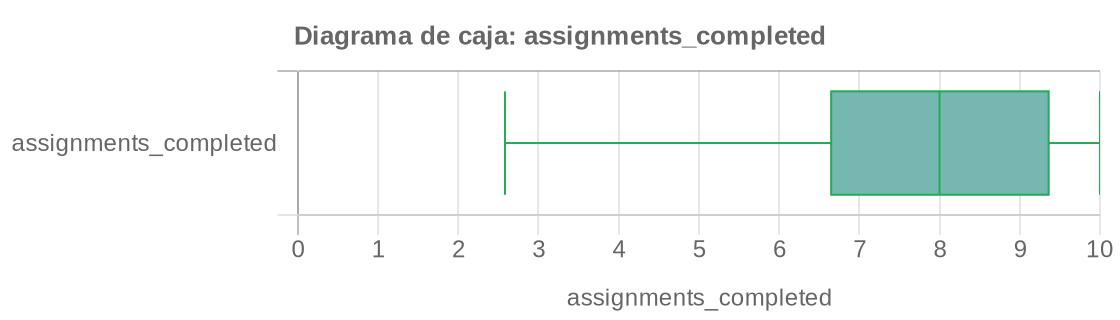 Diagrama de caja: assignments_completed
assignments_completed
0 1 2 3 4 5 6 7 8 9 10
assignments_completed